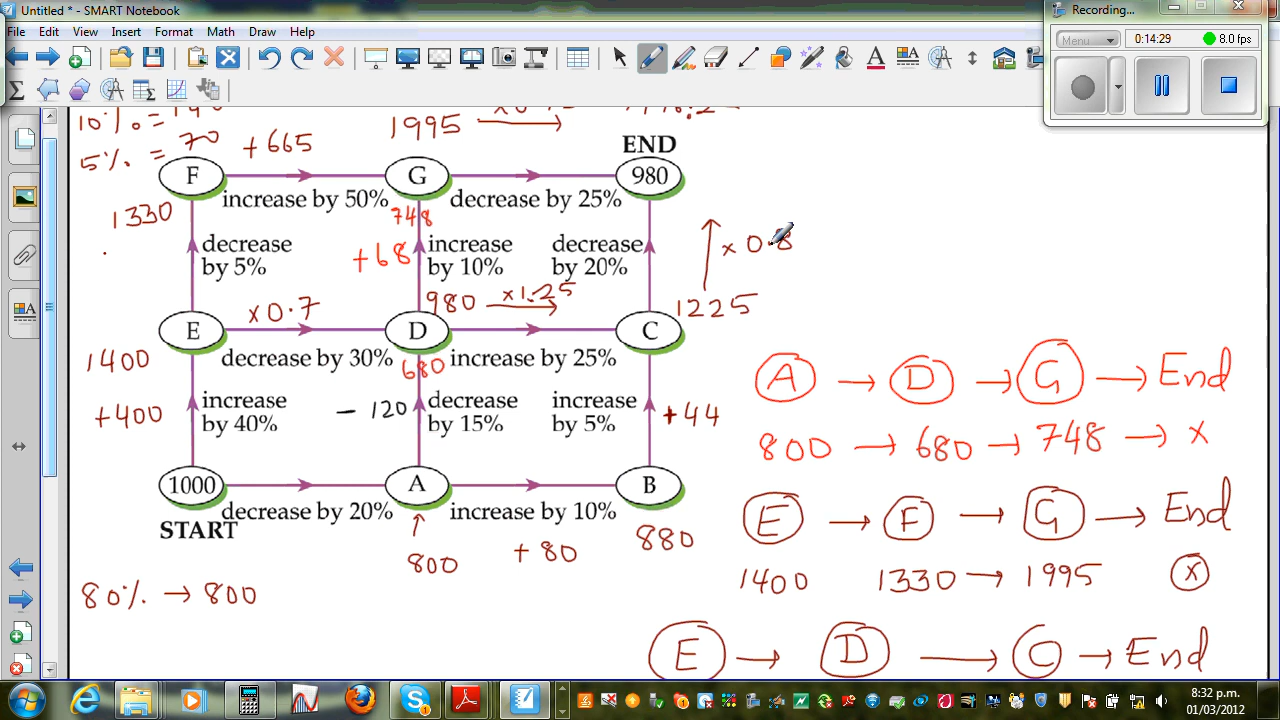 Untitled * - SMART Notebook
Recording...
File Edit View Insert Format Math Draw Help
Menu 0:14:29 8.0 fps
10% =
1995
5% = 70
+ 665
END
F G 980
increase by 50% decrease by 25%
1330
748
decrease by 5%
+68
increase by 10%
decrease by 20%
× 0.8
×0.7
980 ×1.25
1225
E D C
1400
decrease by 30%
680
increase by 25%
A → D → G → End
+400
increase by 40%
- 120
decrease by 15%
increase by 5%
+44
800 → 680 → 748 → x
1000 A B
START
decrease by 20% increase by 10%
E → F → G → End
800
+ 80
880
1400 1330 → 1995 x
80% → 800
E → D → C → End
8:32 p.m.
01/03/2012